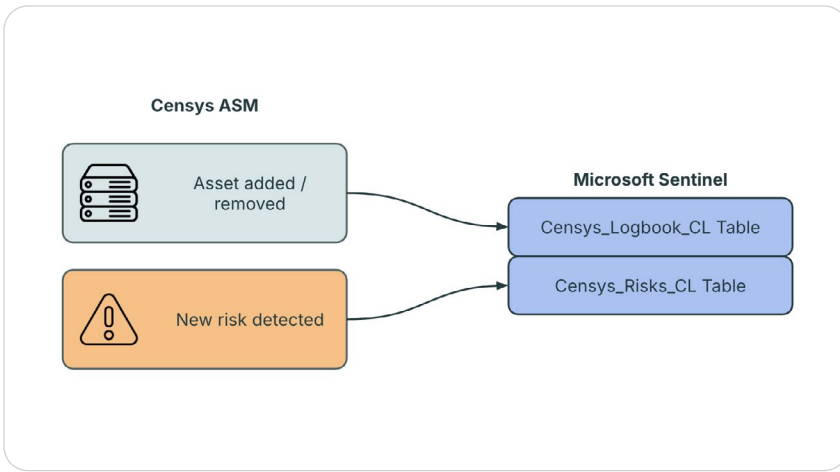 Censys ASM
Asset added /
removed
New risk detected
Microsoft Sentinel
Censys_Logbook_CL Table
Censys_Risks_CL Table